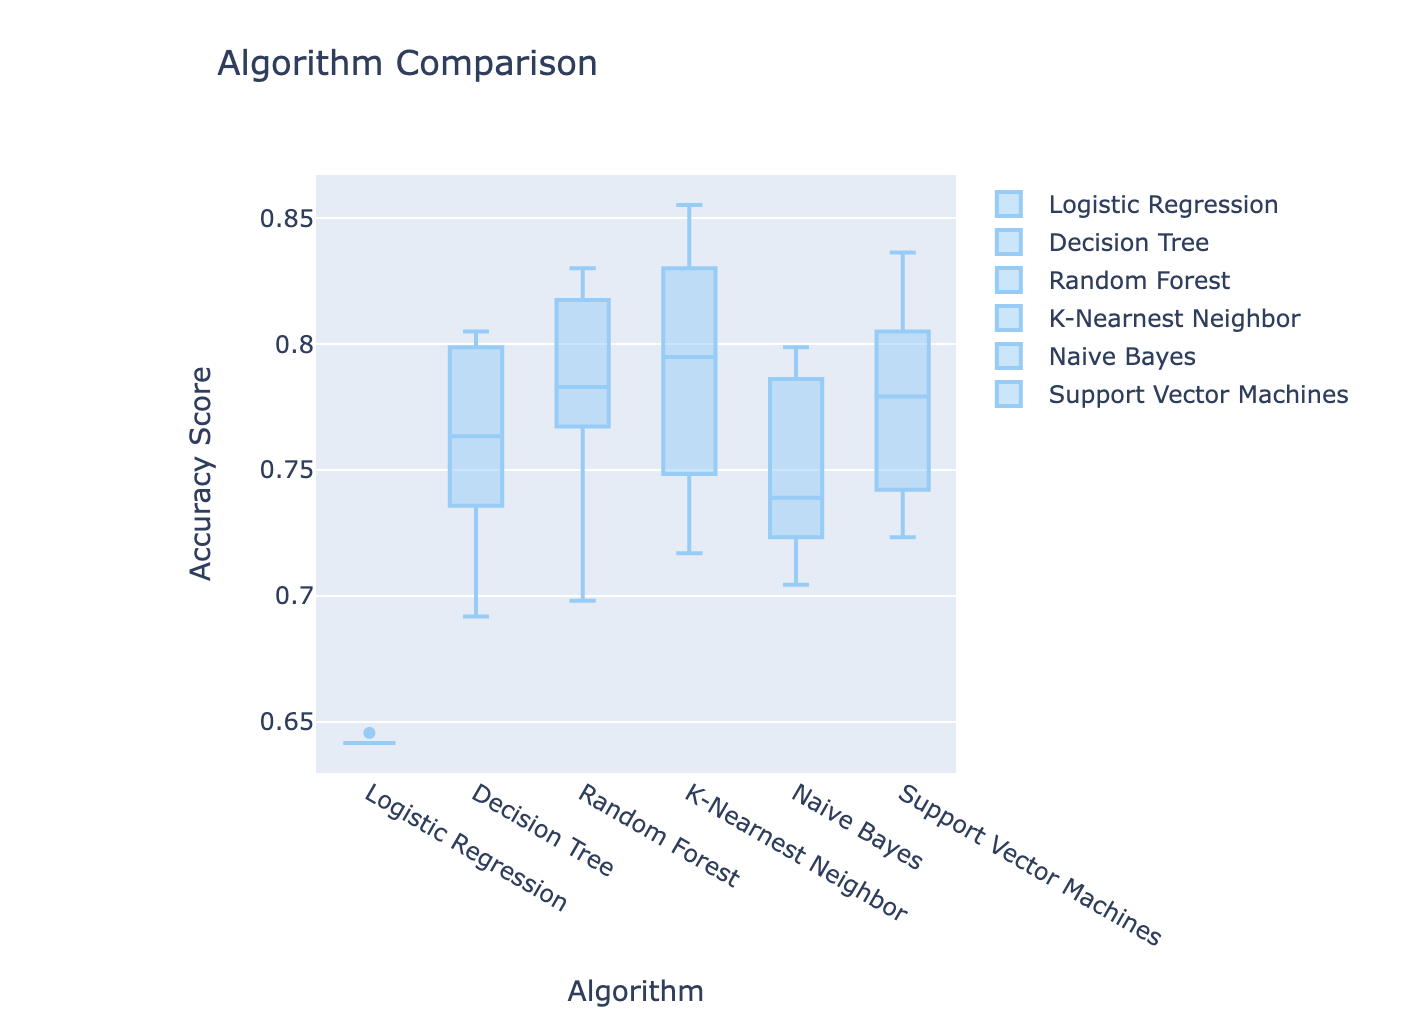 Algorithm Comparison
0.85
0.8
0.75
0.7
0.65
Accuracy Score
Logistic Regression
Decision Tree
Random Forest
K-Nearnest Neighbor
Naive Bayes
Support Vector Machines
Algorithm
Logistic Regression
Decision Tree
Random Forest
K-Nearnest Neighbor
Naive Bayes
Support Vector Machines